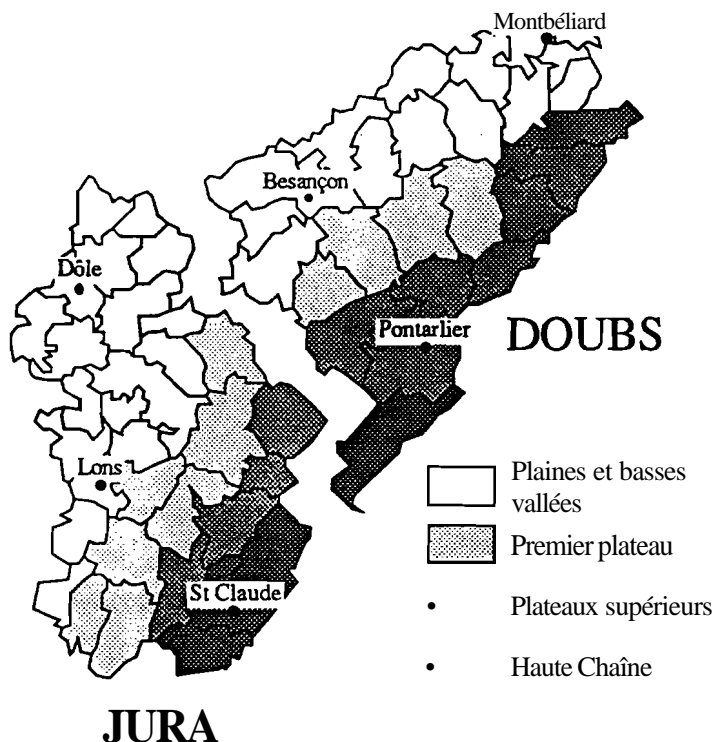 Montbéliard
Besançon
Dôle
Pontarlier
DOUBS
Lons
Plaines et basses
vallées
Premier plateau
St Claude
• Plateaux supérieurs
• Haute Chaîne
JURA